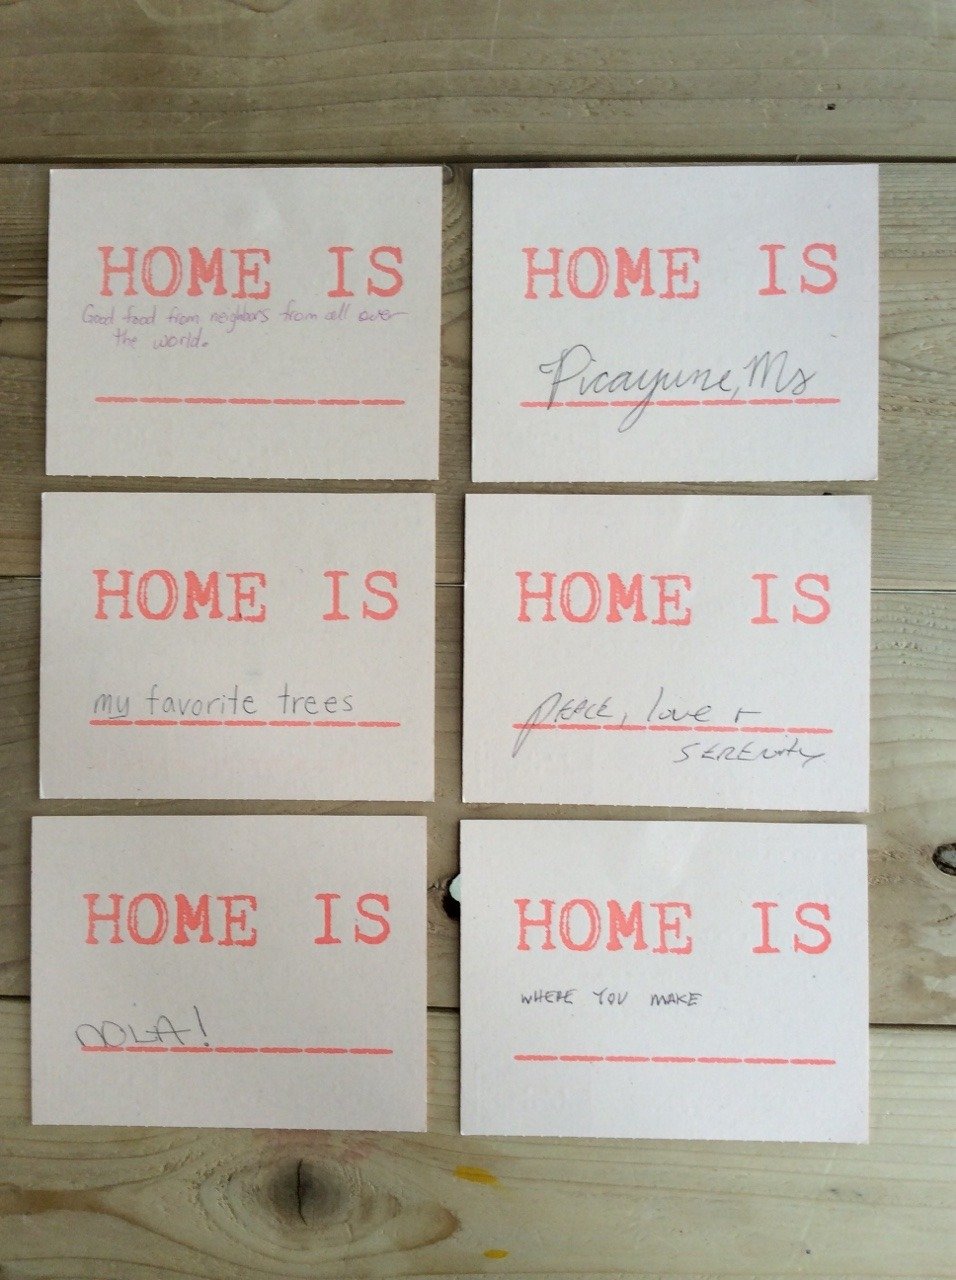 HOME IS
Good food from neighbors from all over
the world.
HOME IS
Picayune, Ms
HOME IS
my favorite trees
HOME IS
PEACE, love +
SERENity
HOME IS
NOLA!
HOME IS
WHERE YOU MAKE